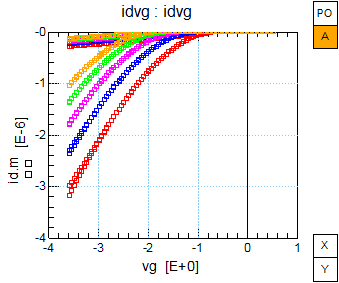 idvg : idvg
PO
A
-0
-1
-2
-3
-4
id.m [E-6]
-4 -3 -2 -1 0 1
vg [E+0]
X
Y